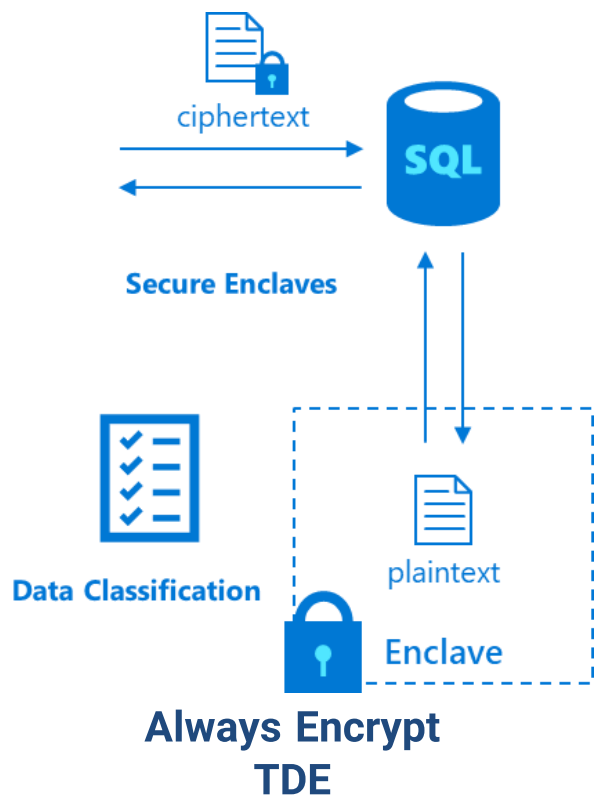 ciphertext
SQL
Secure Enclaves
plaintext
Data Classification
Enclave
Always Encrypt
TDE